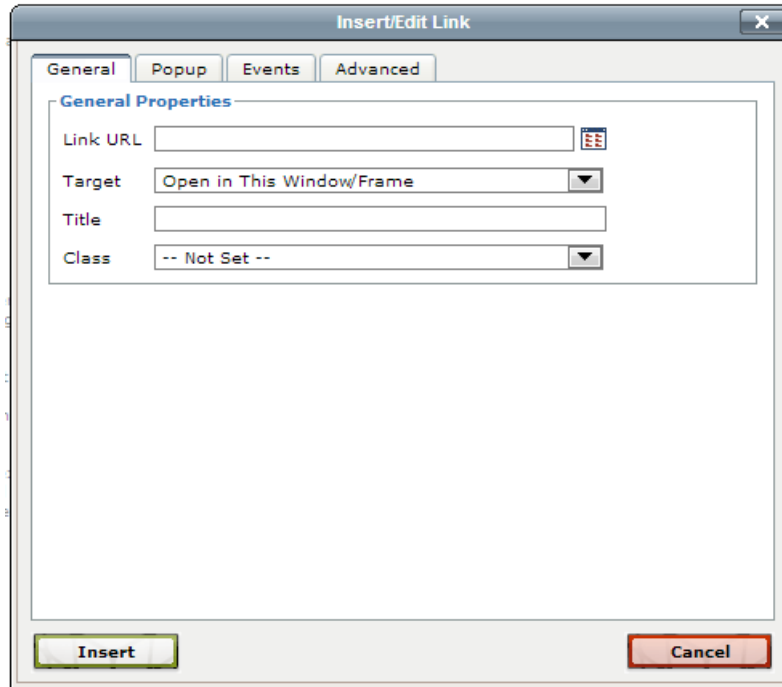 Insert/Edit Link
General Popup Events Advanced
General Properties
Link URL
Target Open in This Window/Frame
Title
Class -- Not Set --
Insert Cancel